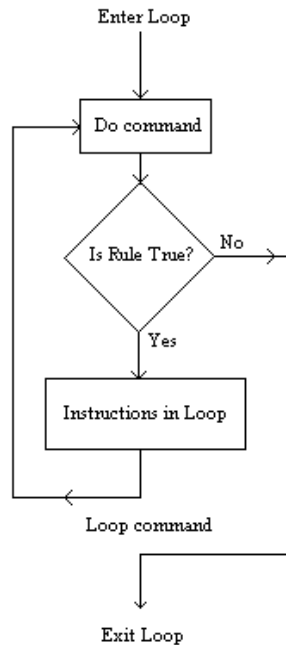 Enter Loop
Do command
Is Rule True?
No
Yes
Instructions in Loop
Loop command
Exit Loop